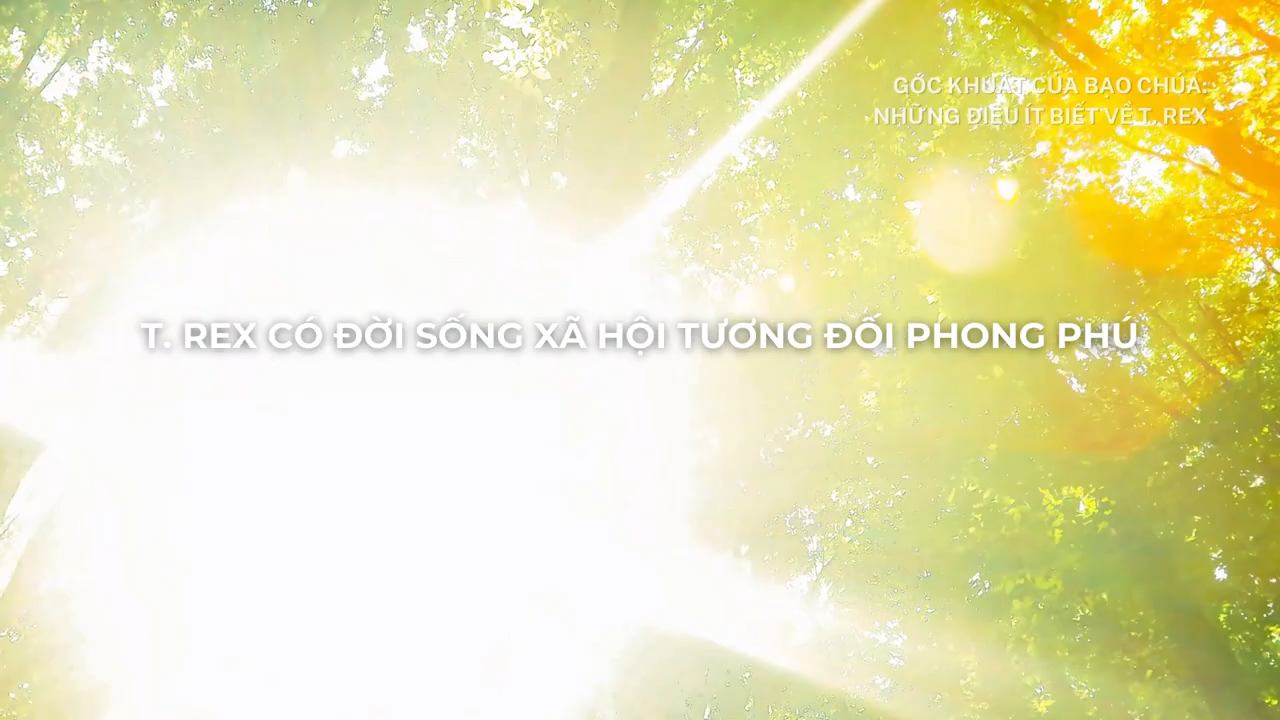 GÓC KHUẤT CỦA BẠO CHÚA:
NHỮNG ĐIỀU ÍT BIẾT VỀ T. REX
T. REX CÓ ĐỜI SỐNG XÃ HỘI TƯƠNG ĐỐI PHONG PHÚ